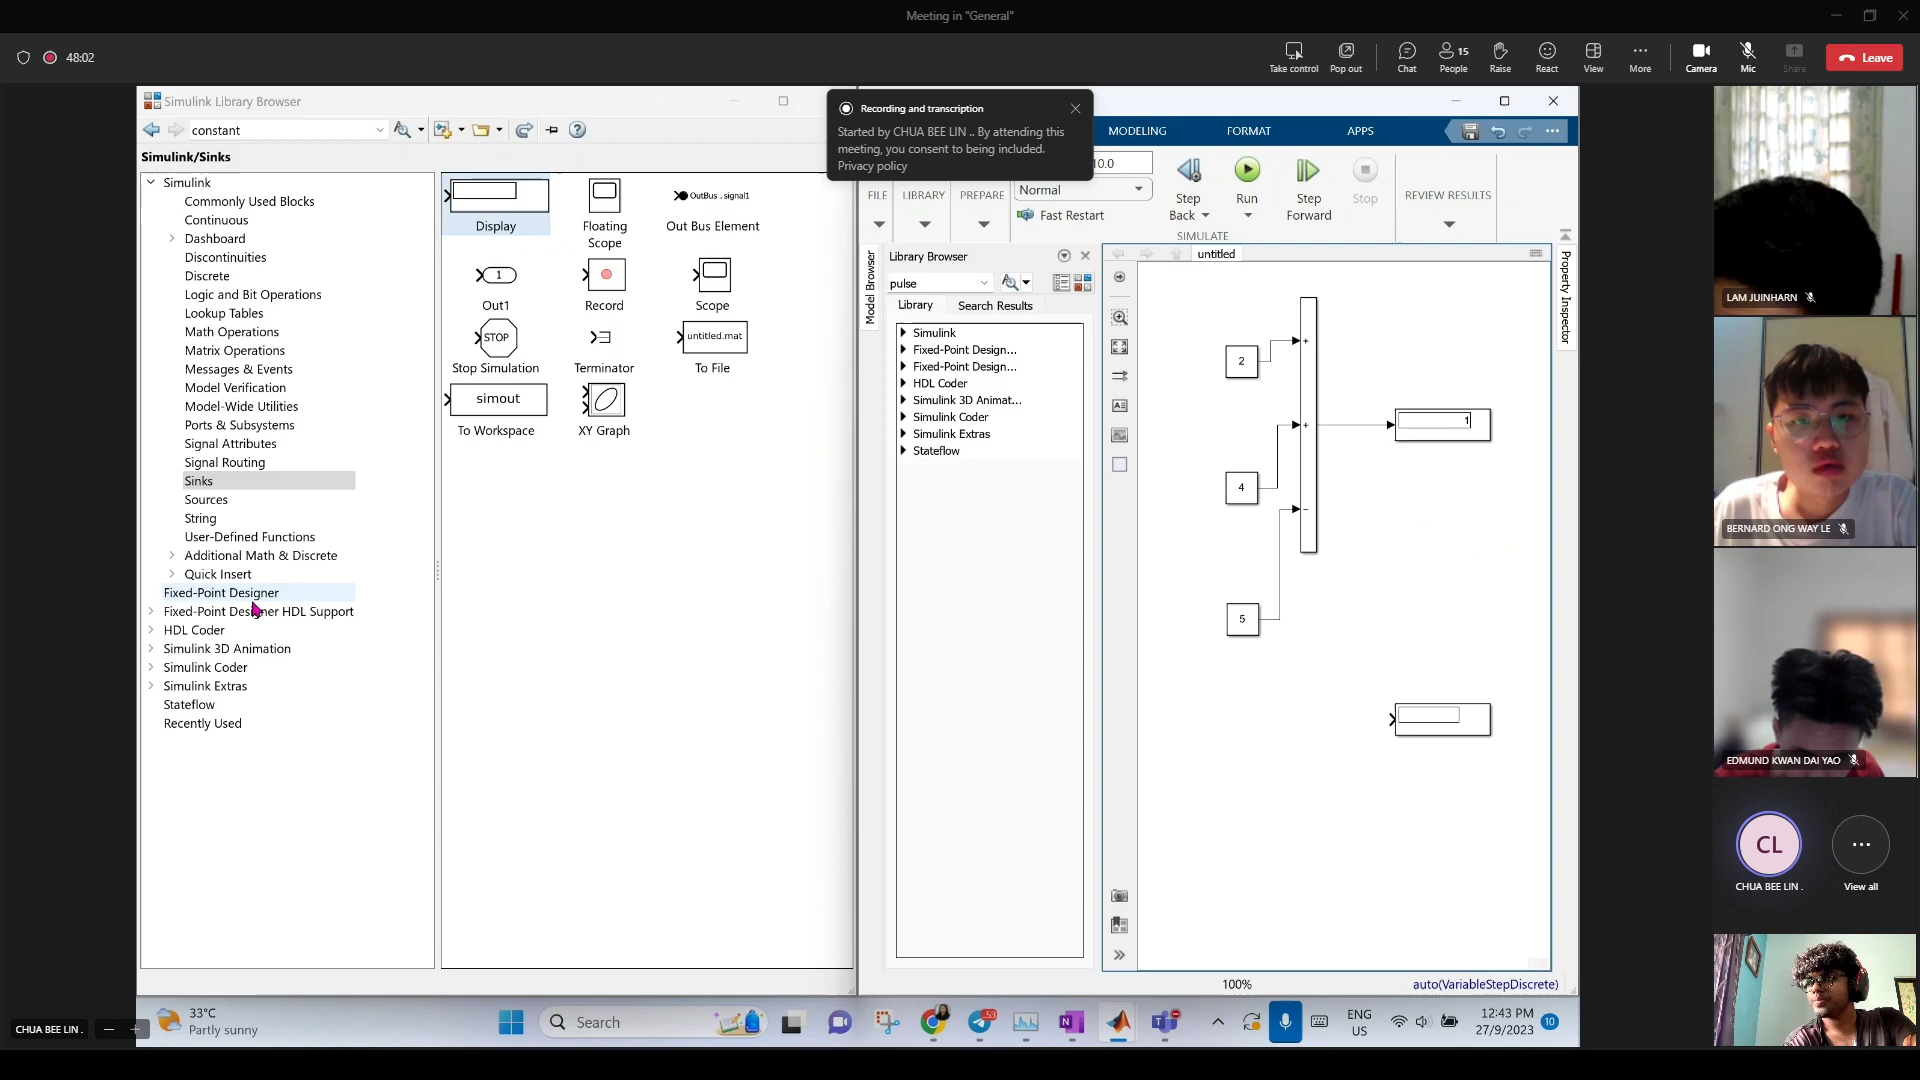 Meeting in "General"
48:02
Take control
Pop out
Chat
15
People
Raise
React
View
More
Camera
Mic
Share
Leave
Simulink Library Browser
constant
Simulink/Sinks
Simulink
Commonly Used Blocks
Continuous
Dashboard
Discontinuities
Discrete
Logic and Bit Operations
Lookup Tables
Math Operations
Matrix Operations
Messages & Events
Model Verification
Model-Wide Utilities
Ports & Subsystems
Signal Attributes
Signal Routing
Sinks
Sources
String
User-Defined Functions
Additional Math & Discrete
Quick Insert
Fixed-Point Designer
Fixed-Point Designer HDL Support
HDL Coder
Simulink 3D Animation
Simulink Coder
Simulink Extras
Stateflow
Recently Used
Display
Floating
Scope
OutBus . signal1
Out Bus Element
1
Out1
Record
Scope
STOP
Stop Simulation
Terminator
untitled.mat
To File
simout
To Workspace
XY Graph
Recording and transcription
Started by CHUA BEE LIN .. By attending this
meeting, you consent to being included.
Privacy policy
MODELING
FORMAT
APPS
10.0
Normal
Fast Restart
FILE
LIBRARY
PREPARE
Step
Back
Run
Step
Forward
Stop
SIMULATE
REVIEW RESULTS
Model Browser
Library Browser
pulse
Library
Search Results
Simulink
Fixed-Point Design...
Fixed-Point Design...
HDL Coder
Simulink 3D Animat...
Simulink Coder
Simulink Extras
Stateflow
untitled
Property Inspector
2
4
5
1
100%
auto(VariableStepDiscrete)
LAM JUINHARN
BERNARD ONG WAY LE
EDMUND KWAN DAI YAO
CL
CHUA BEE LIN .
View all
CHUA BEE LIN .
33°C
Partly sunny
Search
53
ENG
US
12:43 PM
27/9/2023
10